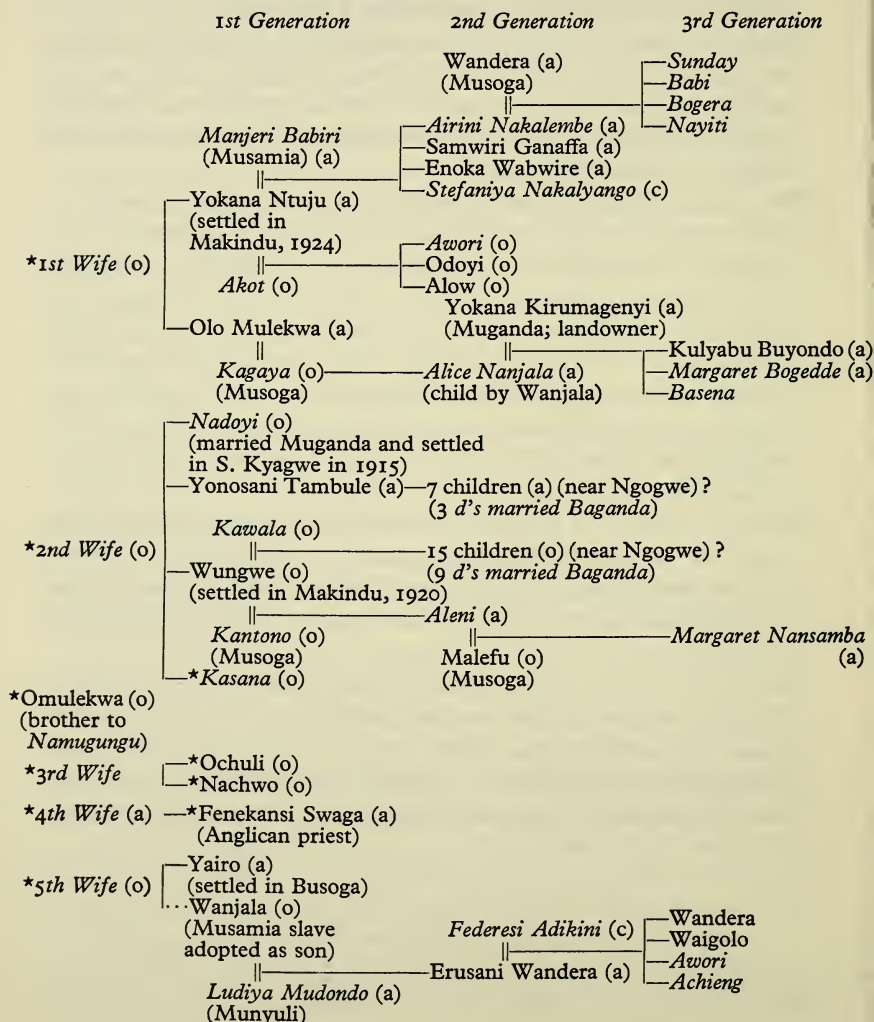 1st Generation 2nd Generation 3rd Generation
Wandera (a) —Sunday
(Musoga) —Babi
|| —Bogera
Manjeri Babiri —Airini Nakalembe (a) —Nayiti
(Musamia) (a) —Samwiri Ganaffa (a)
|| —Enoka Wabwire (a)
—Yokana Ntuju (a) —Stefaniya Nakalyango (c)
(settled in
Makindu, 1924) —Awori (o)
*1st Wife (o) || —Odoyi (o)
Akot (o) —Alow (o)
Yokana Kirumagenyi (a)
—Olo Mulekwa (a) (Muganda; landowner)
|| || —Kulyabu Buyondo (a)
Kagaya (o)—Alice Nanjala (a) —Margaret Bogedde (a)
(Musoga) (child by Wanjala) —Basena
—Nadoyi (o)
(married Muganda and settled
in S. Kyagwe in 1915)
—Yonosani Tambule (a)—7 children (a) (near Ngogwe) ?
(3 d's married Baganda)
Kawala (o)
*2nd Wife (o) ||—15 children (o) (near Ngogwe) ?
—Wungwe (o) (9 d's married Baganda)
(settled in Makindu, 1920)
||—Aleni (a)
Kantono (o) ||—Margaret Nansamba
(Musoga) Malefu (o) (a)
—*Kasana (o) (Musoga)
*Omulekwa (o)
(brother to
Namugungu)
*3rd Wife —*Ochuli (o)
—*Nachwo (o)
*4th Wife (a) —*Fenekansi Swaga (a)
(Anglican priest)
—Yairo (a)
*5th Wife (o) (settled in Busoga)
···Wanjala (o) —Wandera
(Musamia slave Federesi Adikini (c) —Waigolo
adopted as son) || —Awori
||—Erusani Wandera (a) —Achieng
Ludiya Mudondo (a)
(Munyuli)